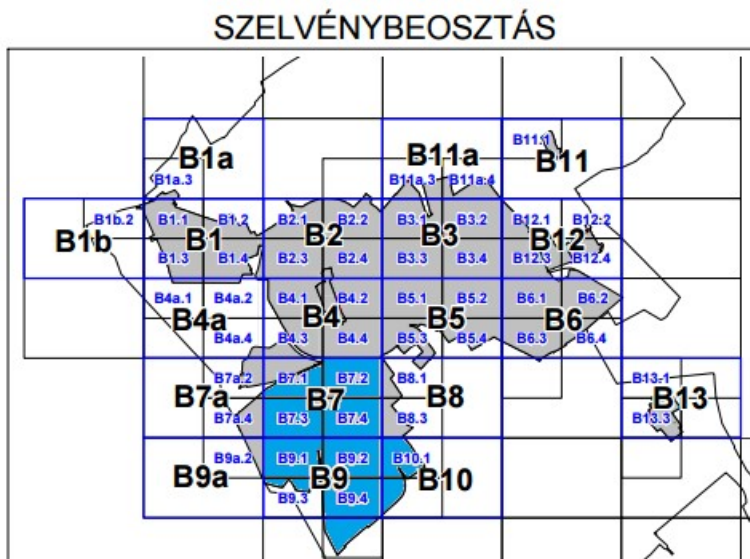 SZELVÉNYBEOSZTÁS
B11.1
B1a B11a B11
B1a.3 B11a.3 B11a.4
B1b.2 B1.1 B1.2 B2.1 B2.2 B3.1 B3.2 B12.1 B12.2
B1b B1 B2 B3 B12
B1.3 B1.4 B2.3 B2.4 B3.3 B3.4 B12.3 B12.4
B4a.1 B4a.2 B4.1 B4.2 B5.1 B5.2 B6.1 B6.2
B4a B4 B5 B6
B4a.4 B4.3 B4.4 B5.3 B5.4 B6.3 B6.4
B7a.2 B7.1 B7.2 B8.1 B13.1
B7a B7 B8 B13
B7a.4 B7.3 B7.4 B8.3 B13.3
B9a.2 B9.1 B9.2 B10.1
B9a B9 B10
B9.3 B9.4